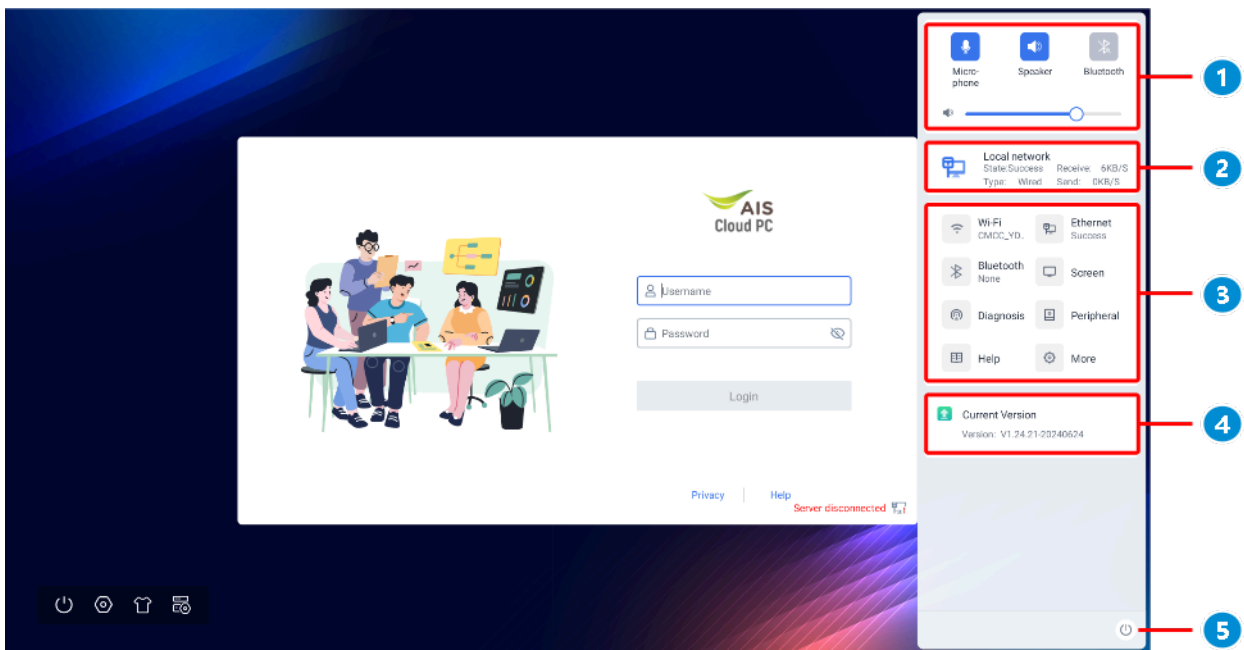 Micro-
phone
Speaker
Bluetooth
1
Local network
State:Success Receive: 6KB/S
Type: Wired Send: 0KB/S
2
Wi-Fi
CMCC_YD..
Ethernet
Success
Bluetooth
None
Screen
Diagnosis
Peripheral
Help
More
3
Current Version
Version: V1.24.21-20240624
4
5
AIS
Cloud PC
Username
Password
Login
Privacy
Help
Server disconnected